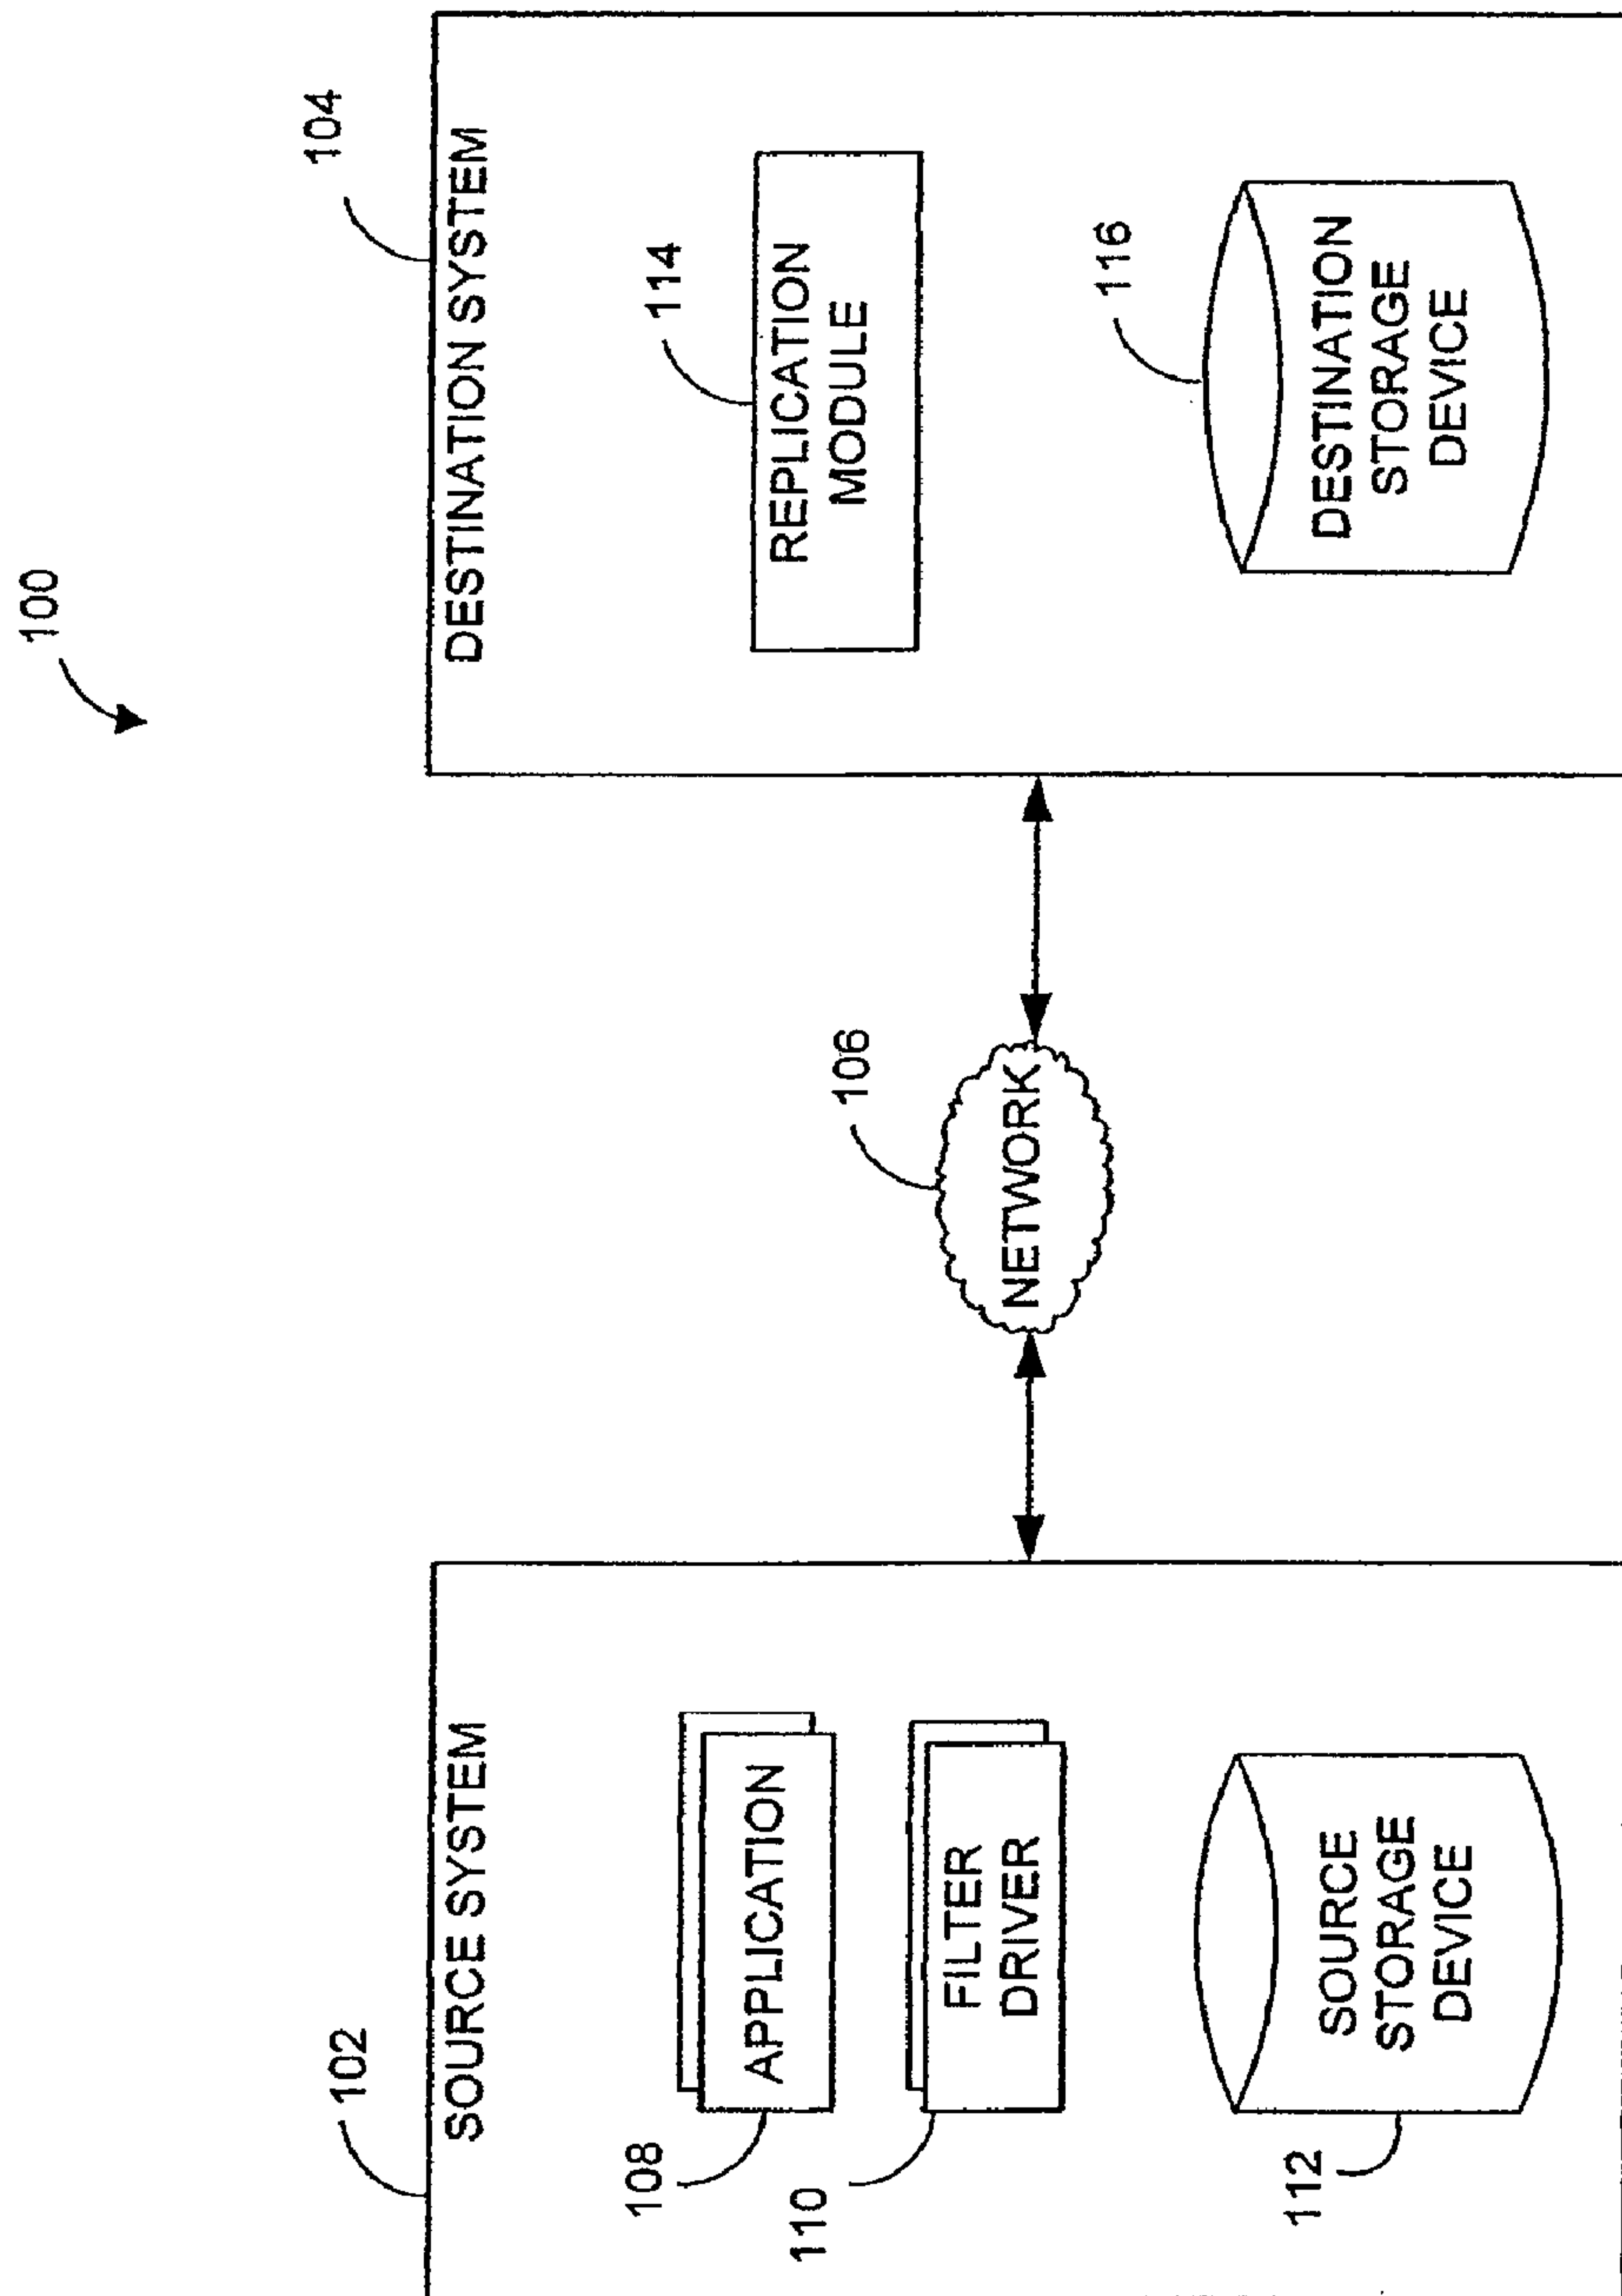 100
102
SOURCE SYSTEM
108
APPLICATION
110
FILTER
DRIVER
112
SOURCE
STORAGE
DEVICE
106
NETWORK
104
DESTINATION SYSTEM
114
REPLICATION
MODULE
116
DESTINATION
STORAGE
DEVICE